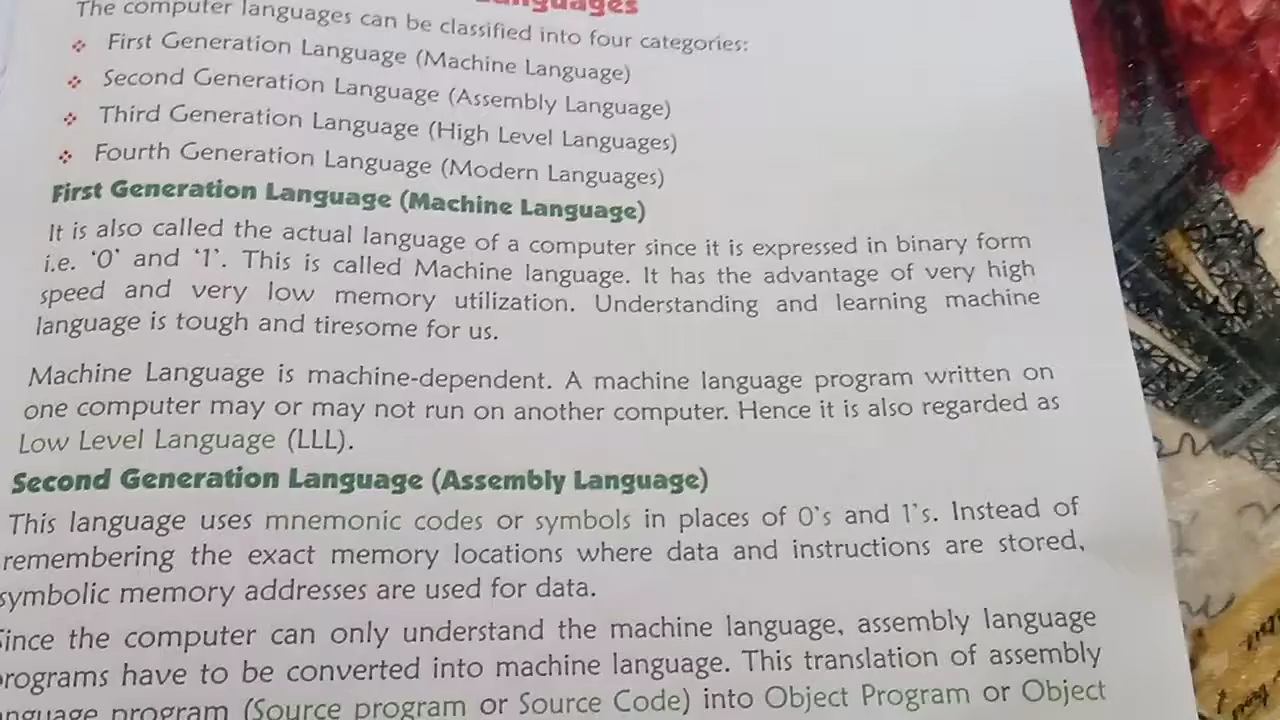 The computer languages can be classified into four categories:
❖ First Generation Language (Machine Language)
❖ Second Generation Language (Assembly Language)
❖ Third Generation Language (High Level Languages)
❖ Fourth Generation Language (Modern Languages)
First Generation Language (Machine Language)
It is also called the actual language of a computer since it is expressed in binary form
i.e. ‘0’ and ‘1’. This is called Machine language. It has the advantage of very high
speed and very low memory utilization. Understanding and learning machine
language is tough and tiresome for us.
Machine Language is machine-dependent. A machine language program written on
one computer may or may not run on another computer. Hence it is also regarded as
Low Level Language (LLL).
Second Generation Language (Assembly Language)
This language uses mnemonic codes or symbols in places of 0's and 1's. Instead of
remembering the exact memory locations where data and instructions are stored,
symbolic memory addresses are used for data.
the computer can only understand the machine language, assembly language
have to be converted into machine language. This translation of assembly
program (Source program or Source Code) into Object Program or Object